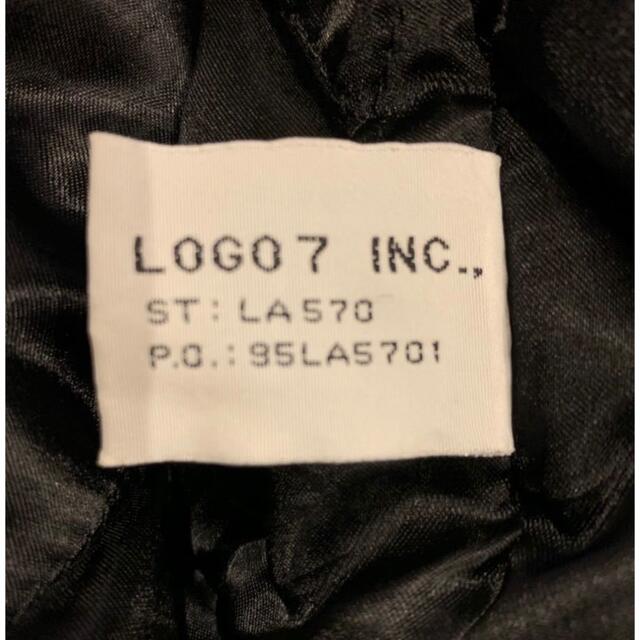 LOGO 7 INC.,
ST: LA570
P.O.: 95LA5701